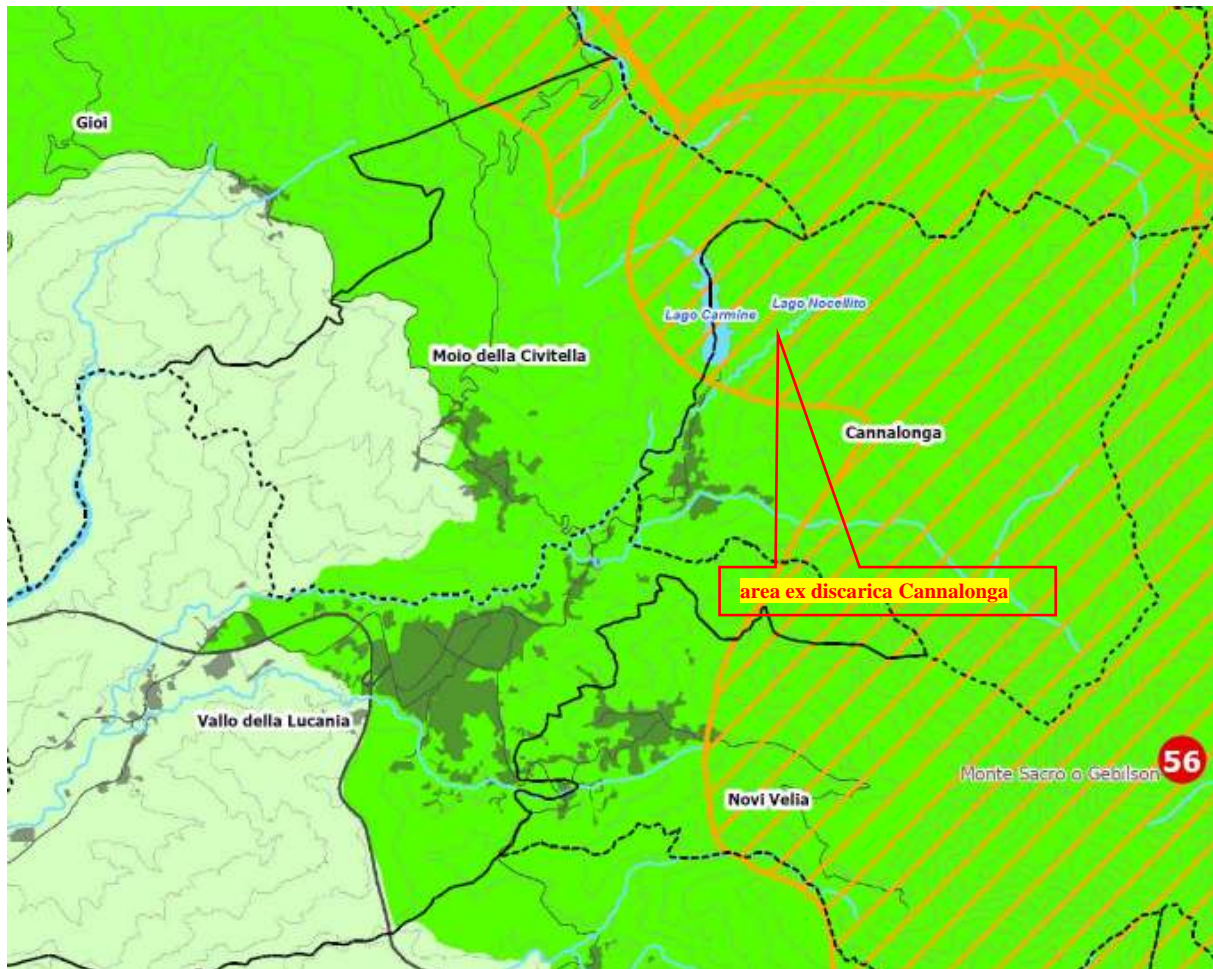 Gioi
Lago Nocellito
Lago Carmine
Moio della Civitella
Cannalonga
area ex discarica Cannalonga
Vallo della Lucania
Monte Sacro o Gebilson
56
Novi Velia